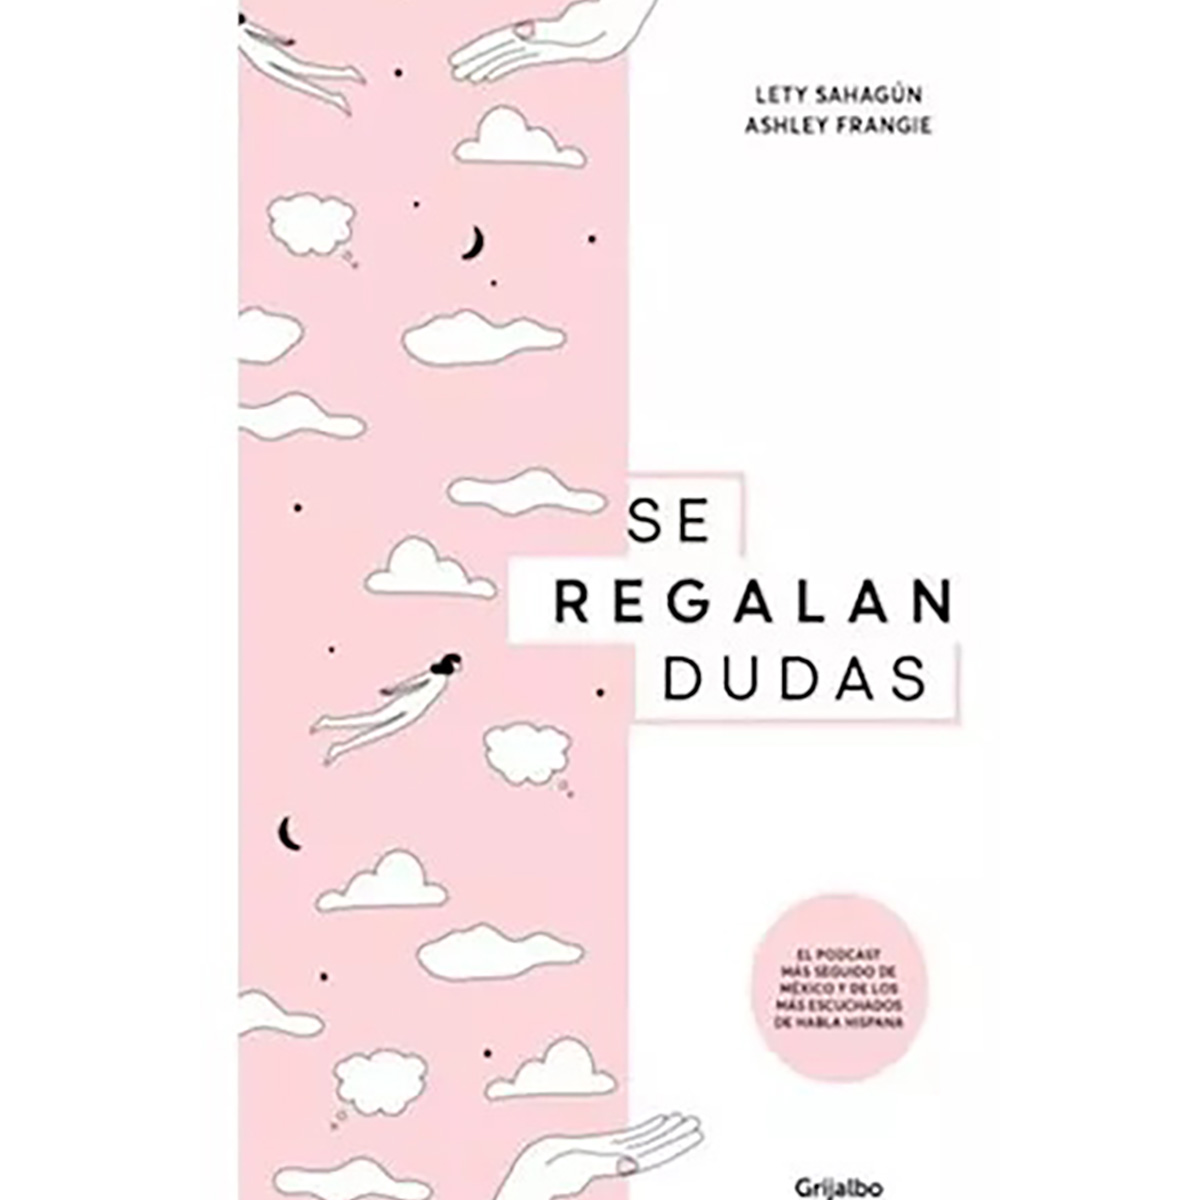 LETY SAHAGÚN
ASHLEY FRANGIE
SE
REGALAN
DUDAS
EL PODCAST
MÁS SEGUIDO DE
MÉXICO Y DE LOS
MÁS ESCUCHADOS
DE HABLA HISPANA
Grijalbo